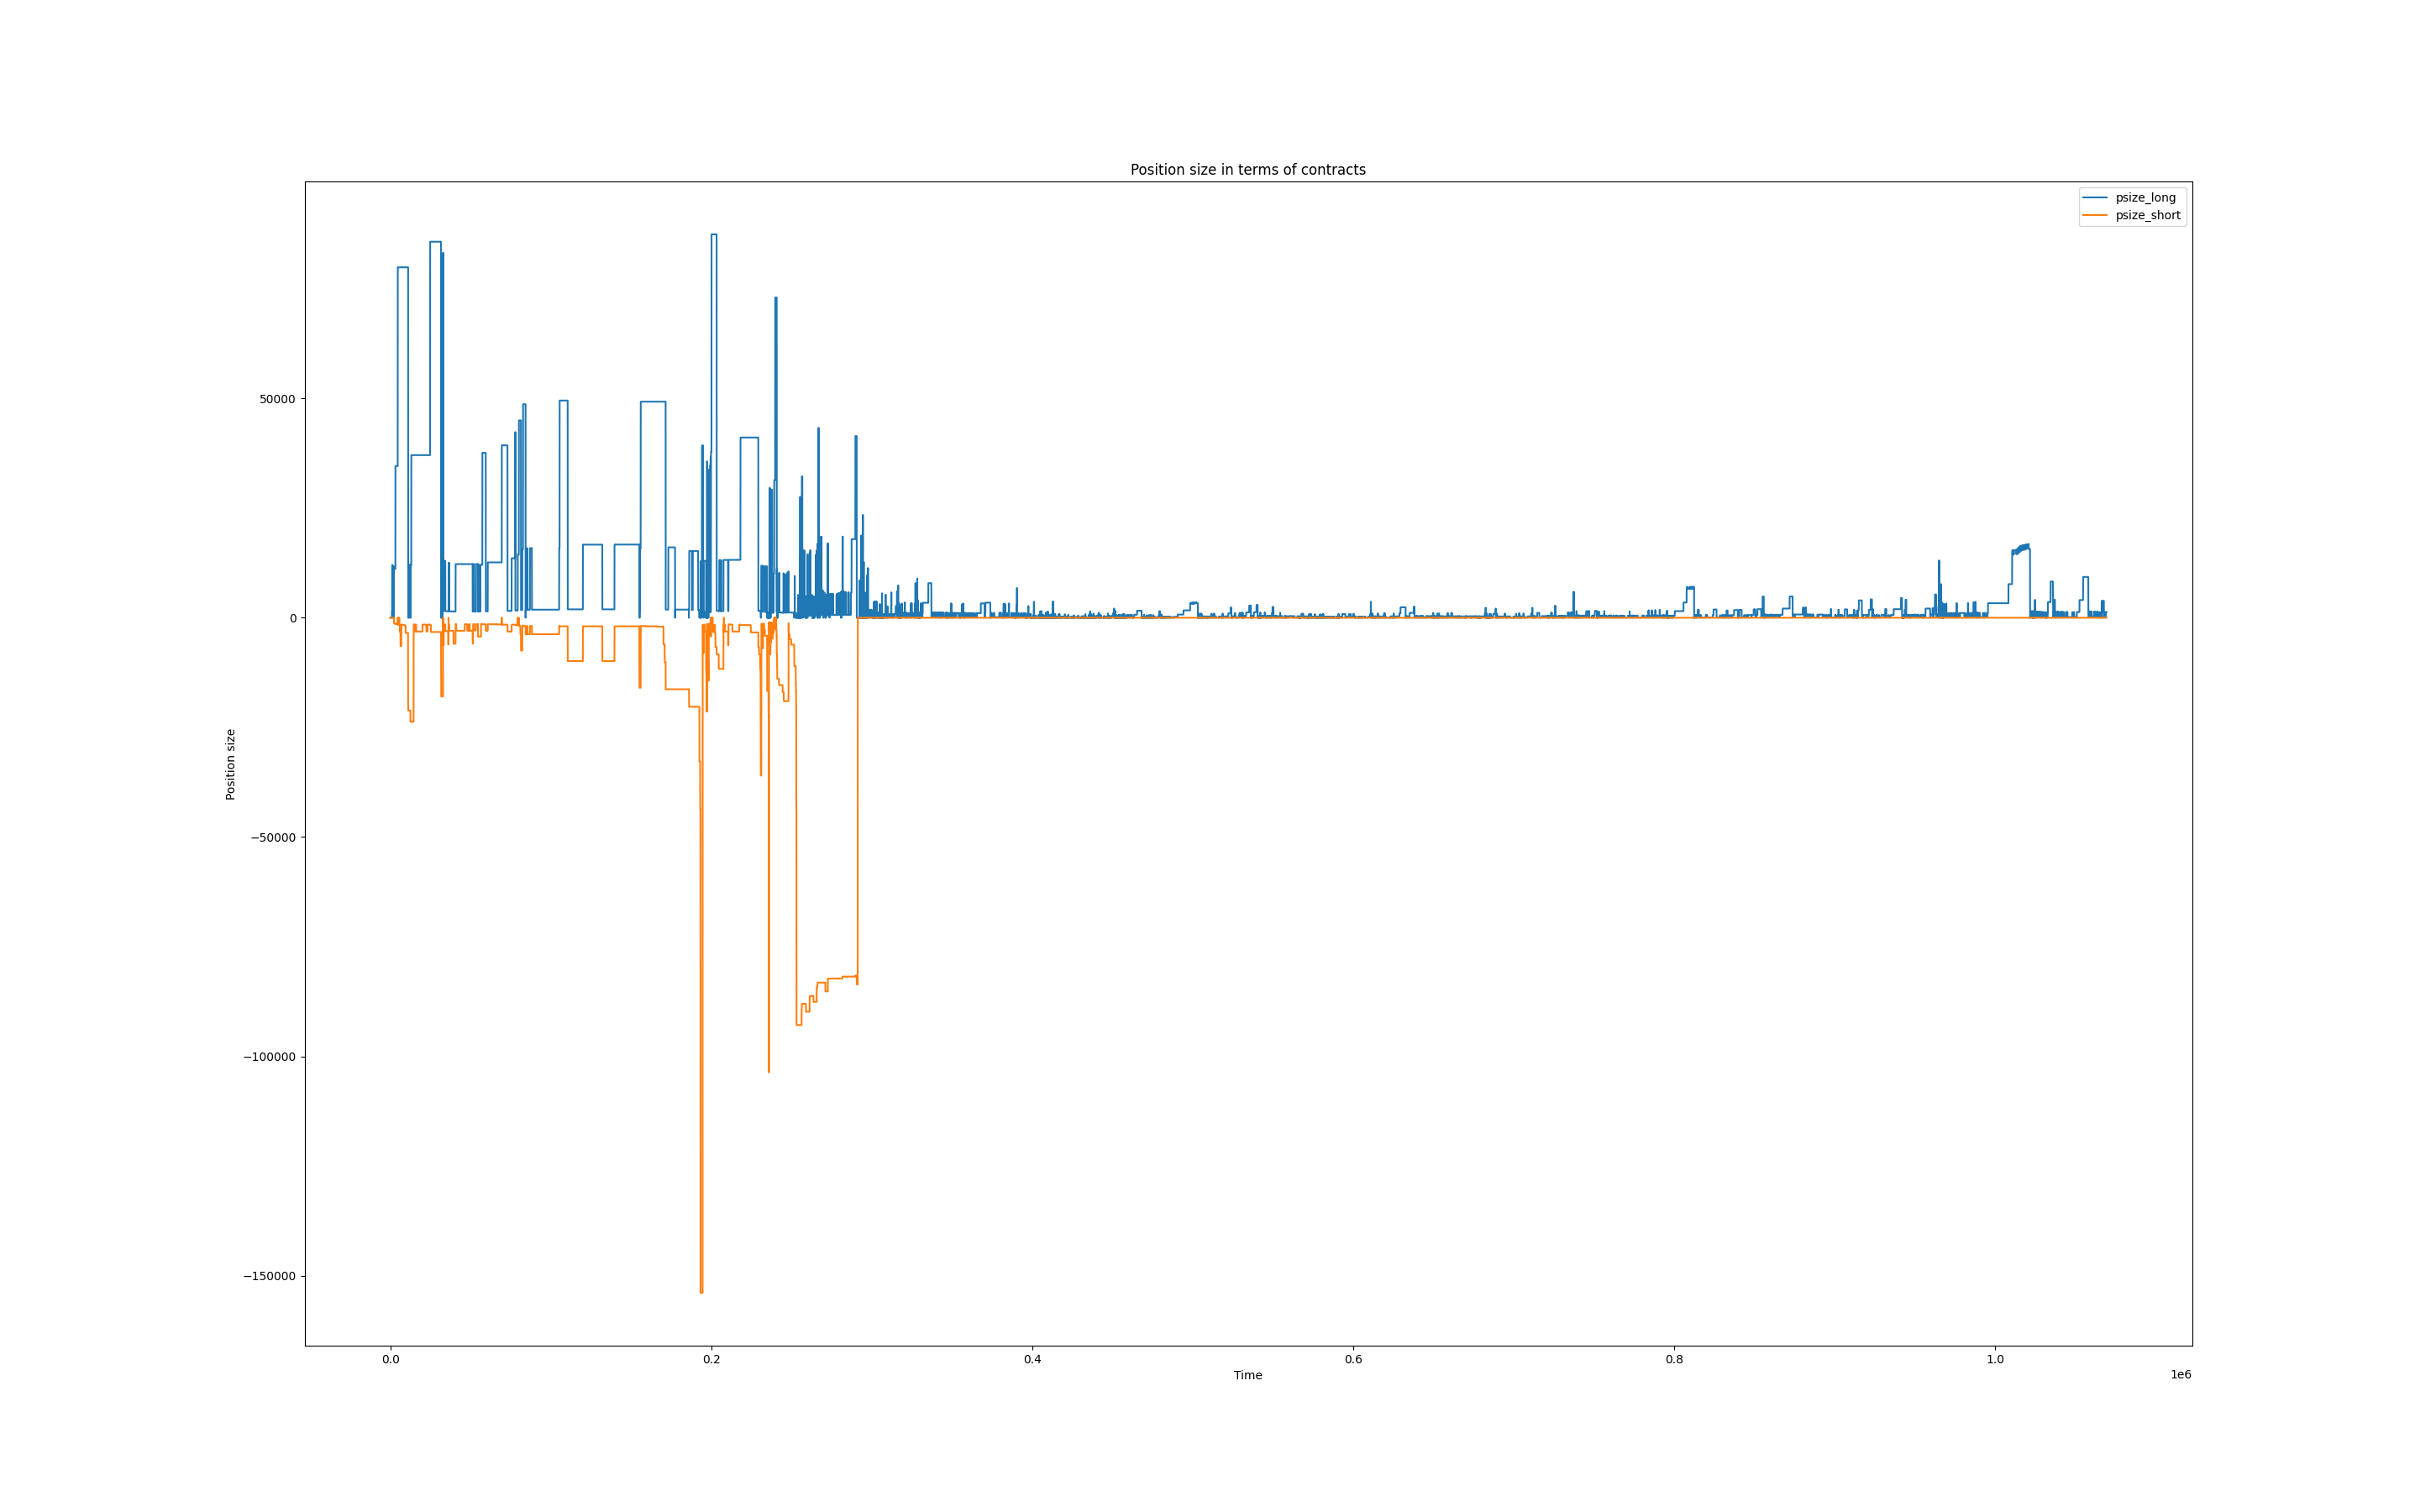 Position size in terms of contracts
psize_long
psize_short
50000
0
−50000
−100000
−150000
Position size
0.0 0.2 0.4 0.6 0.8 1.0
Time
1e6